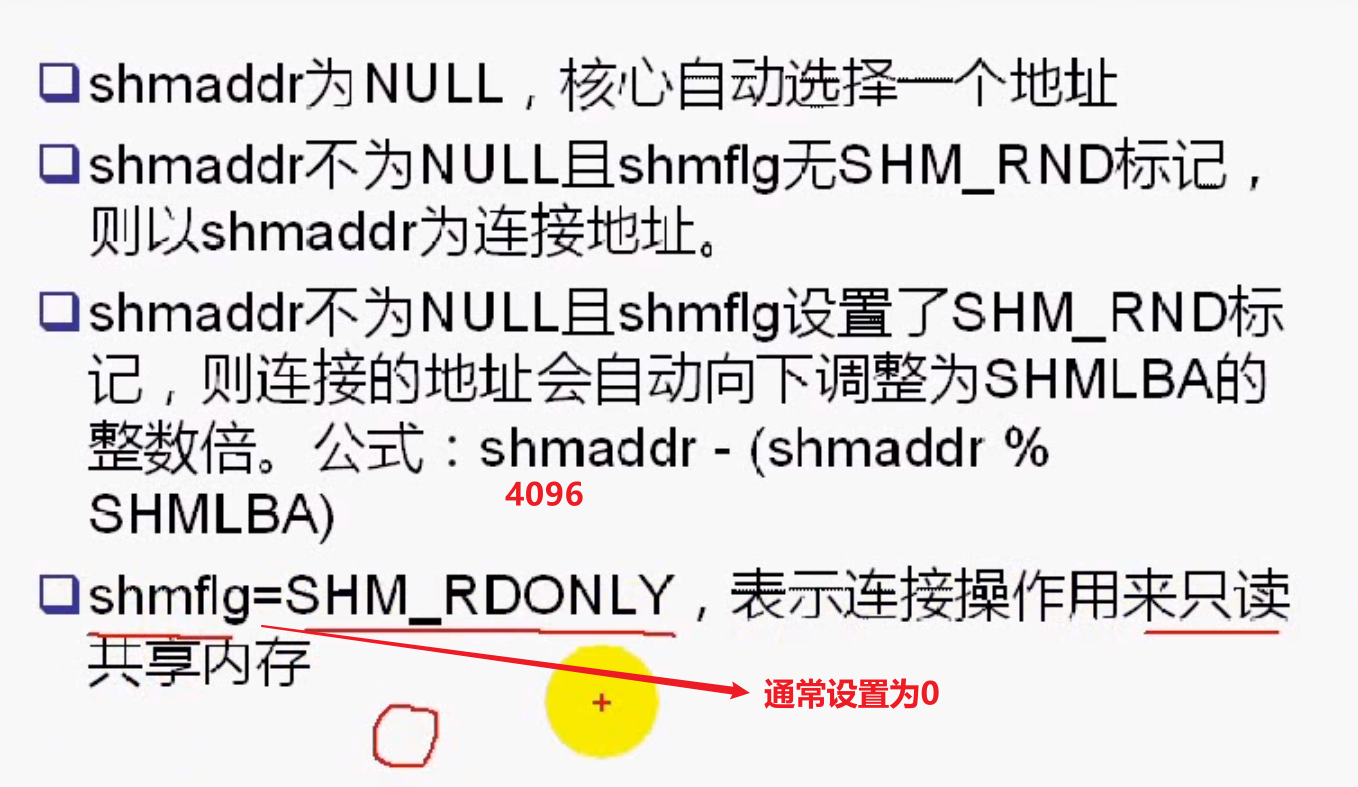 shmaddr为NULL，核心自动选择一个地址
shmaddr不为NULL且shmflg无SHM_RND标记，
则以shmaddr为连接地址。
shmaddr不为NULL且shmflg设置了SHM_RND标
记，则连接的地址会自动向下调整为SHMLBA的
整数倍。公式：shmaddr - (shmaddr %
4096
SHMLBA)
shmflg=SHM_RDONLY，表示连接操作用来只读
共享内存
通常设置为0